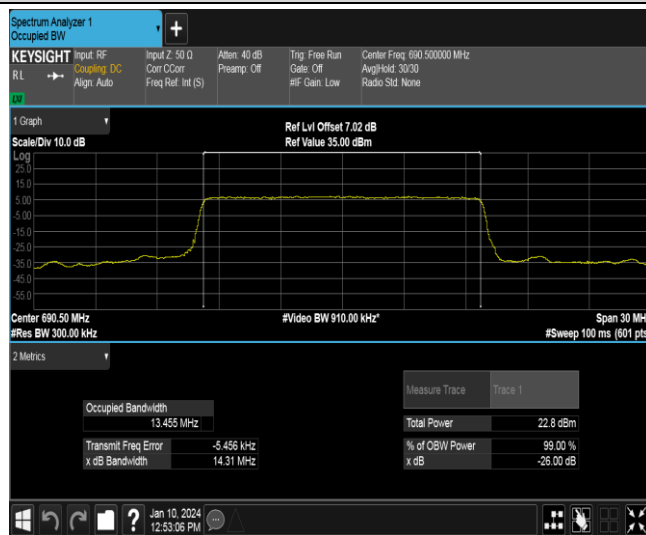 Spectrum Analyzer 1
Occupied BW
KEYSIGHT Input: RF Input Z: 50 Ω Atten: 40 dB Trig: Free Run Center Freq: 690.500000 MHz
RL Coupling: DC Corr CCorr Preamp: Off Gate: Off Avg|Hold: 30/30
Align: Auto Freq Ref: Int (S) #IF Gain: Low Radio Std: None
1 Graph
Ref Lvl Offset 7.02 dB
Scale/Div 10.0 dB Ref Value 35.00 dBm
Log
25.0
15.0
5.00
-5.00
-15.0
-25.0
-35.0
-45.0
-55.0
Center 690.50 MHz #Video BW 910.00 kHz* Span 30 MH
#Res BW 300.00 kHz #Sweep 100 ms (601 pts
2 Metrics
Measure Trace Trace 1
Occupied Bandwidth
13.455 MHz Total Power 22.8 dBm
Transmit Freq Error -5.456 kHz % of OBW Power 99.00 %
x dB Bandwidth 14.31 MHz x dB -26.00 dB
Jan 10, 2024
12:53:06 PM